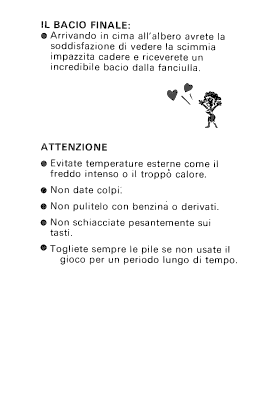 IL BACIO FINALE:
● Arrivando in cima all'albero avrete la
soddisfazione di vedere la scimmia
impazzita cadere e riceverete un
incredibile bacio dalla fanciulla.
ATTENZIONE
● Evitate temperature esterne come il
freddo intenso o il troppo calore.
● Non date colpi.
● Non pulitelo con benzina o derivati.
● Non schiacciate pesantemente sui
tasti.
● Togliete sempre le pile se non usate il
gioco per un periodo lungo di tempo.